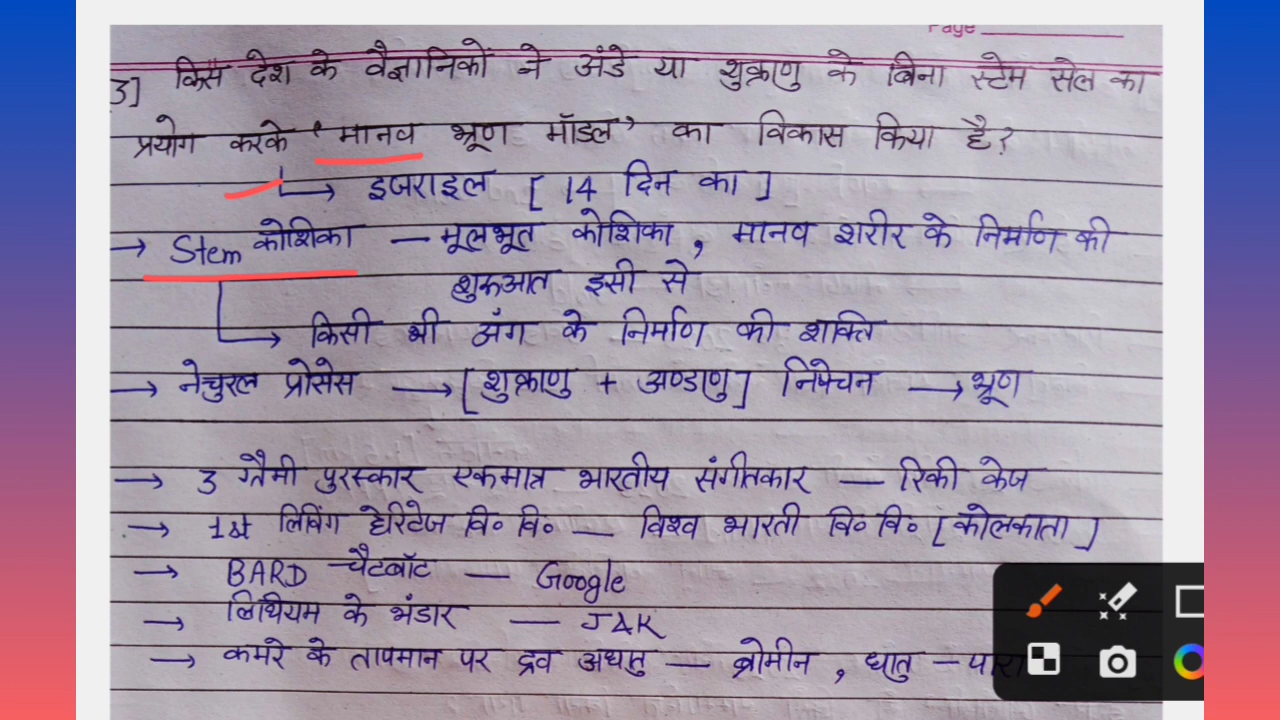 Page
3] किस देश के वैज्ञानिकों ने अंडे या शुक्राणु के बिना स्टेम सेल का
प्रयोग करके 'मानव भ्रूण मॉडल' का विकास किया है?
↳ इजराइल [ 14 दिन का ]
→ Stem कोशिका — मूलभूत कोशिका, मानव शरीर के निर्माण की
शुरुआत इसी से
↳ किसी भी अंग के निर्माण की शक्ति
→ नेचुरल प्रोसेस → [शुक्राणु + अण्डाणु] निषेचन → भ्रूण
→ 3 ग्रैमी पुरस्कार एकमात्र भारतीय संगीतकार — रिकी केज
→ 1st लिविंग हेरिटेज वि० वि० — विश्व भारती वि० वि० [कोलकाता]
→ BARD चैटबॉट — Google
→ लिथियम के भंडार — J&K
→ कमरे के तापमान पर द्रव अधातु — ब्रोमीन, धातु — पारा